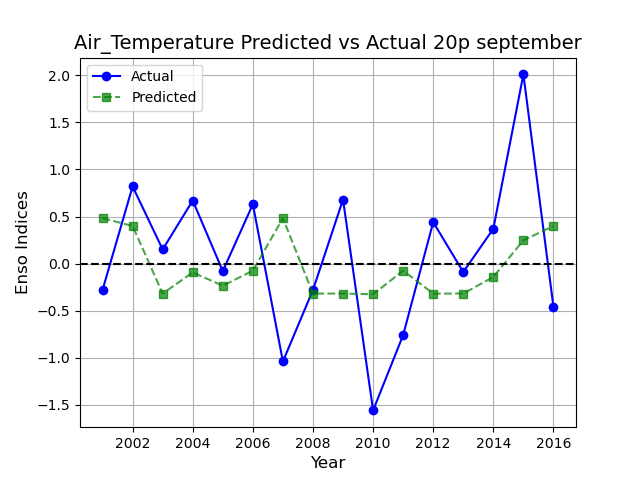 Air_Temperature Predicted vs Actual 20p september
Actual
Predicted
2.0
1.5
1.0
0.5
0.0
−0.5
−1.0
−1.5
Enso Indices
2002 2004 2006 2008 2010 2012 2014 2016
Year